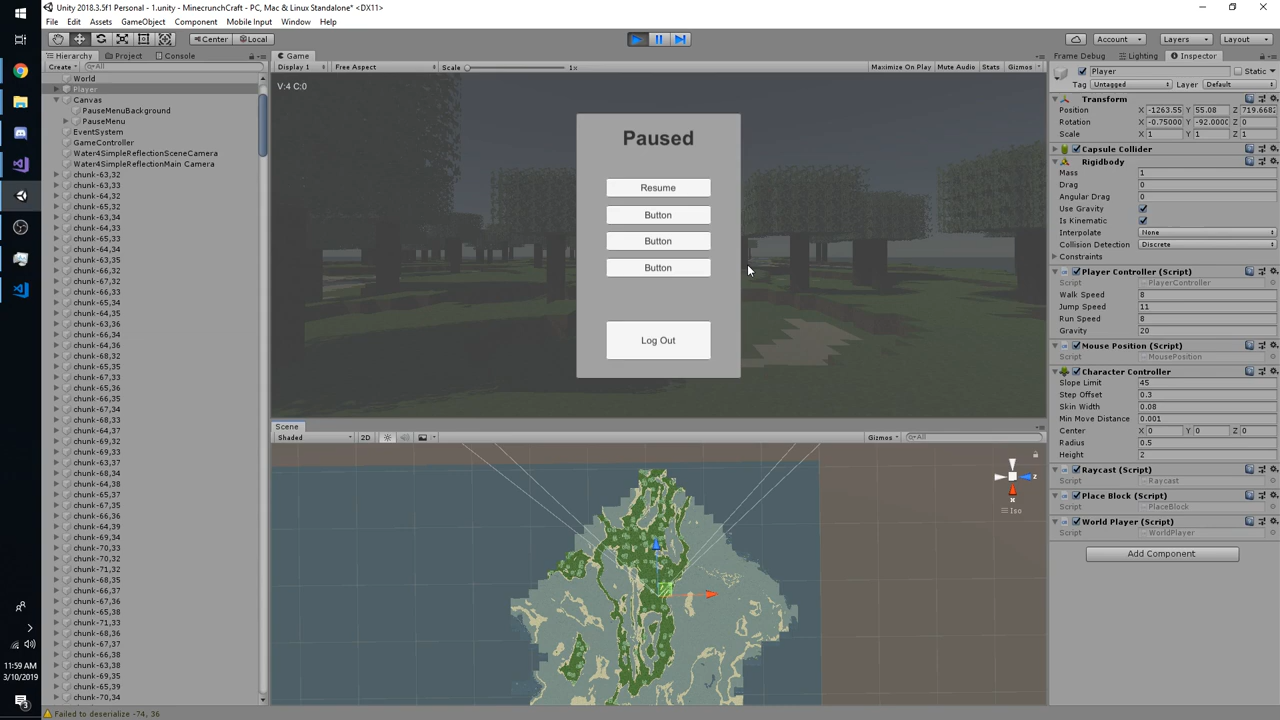 Unity 2018.3.5f1 Personal - 1.unity - MinecrunchCraft - PC, Mac & Linux Standalone* <DX11>
File Edit Assets GameObject Component Mobile Input Window Help
Center Local Account Layers Layout
Hierarchy Project Console
Create All
World
Player
Canvas
PauseMenuBackground
PauseMenu
EventSystem
GameController
Water4SimpleReflectionSceneCamera
Water4SimpleReflectionMain Camera
chunk-63,32
chunk-63,33
chunk-64,32
chunk-65,32
chunk-63,34
chunk-64,33
chunk-65,33
chunk-64,34
chunk-63,35
chunk-66,32
chunk-67,32
chunk-66,33
chunk-65,34
chunk-64,35
chunk-63,36
chunk-66,34
chunk-64,36
chunk-68,32
chunk-65,35
chunk-67,33
chunk-65,36
chunk-66,35
chunk-67,34
chunk-68,33
chunk-64,37
chunk-69,32
chunk-69,33
chunk-63,37
chunk-68,34
chunk-64,38
chunk-65,37
chunk-67,35
chunk-66,36
chunk-64,39
chunk-69,34
chunk-70,33
chunk-70,32
chunk-71,32
chunk-68,35
chunk-66,37
chunk-67,36
chunk-65,38
chunk-71,33
chunk-68,36
chunk-67,37
chunk-66,38
chunk-63,38
chunk-69,35
chunk-65,39
chunk-70,34
Game
Display 1 Free Aspect Scale 1x Maximize On Play Mute Audio Stats Gizmos
V:4 C:0
Paused
Resume
Button
Button
Button
Log Out
Scene
Shaded 2D Gizmos All
z
x
Iso
Frame Debug Lighting Inspector
Player Static
Tag Untagged Layer Default
Transform
Position X -1263.55 Y 55.08 Z 719.6682
Rotation X -0.75000 Y -92.0000 Z 0
Scale X 1 Y 1 Z 1
Capsule Collider
Rigidbody
Mass 1
Drag 0
Angular Drag 0
Use Gravity
Is Kinematic
Interpolate None
Collision Detection Discrete
Constraints
Player Controller (Script)
Script PlayerController
Walk Speed 8
Jump Speed 11
Run Speed 8
Gravity 20
Mouse Position (Script)
Script MousePosition
Character Controller
Slope Limit 45
Step Offset 0.3
Skin Width 0.08
Min Move Distance 0.001
Center X 0 Y 0 Z 0
Radius 0.5
Height 2
Raycast (Script)
Script Raycast
Place Block (Script)
Script PlaceBlock
World Player (Script)
Script WorldPlayer
Add Component
11:59 AM
3/10/2019
Failed to deserialize -74, 36